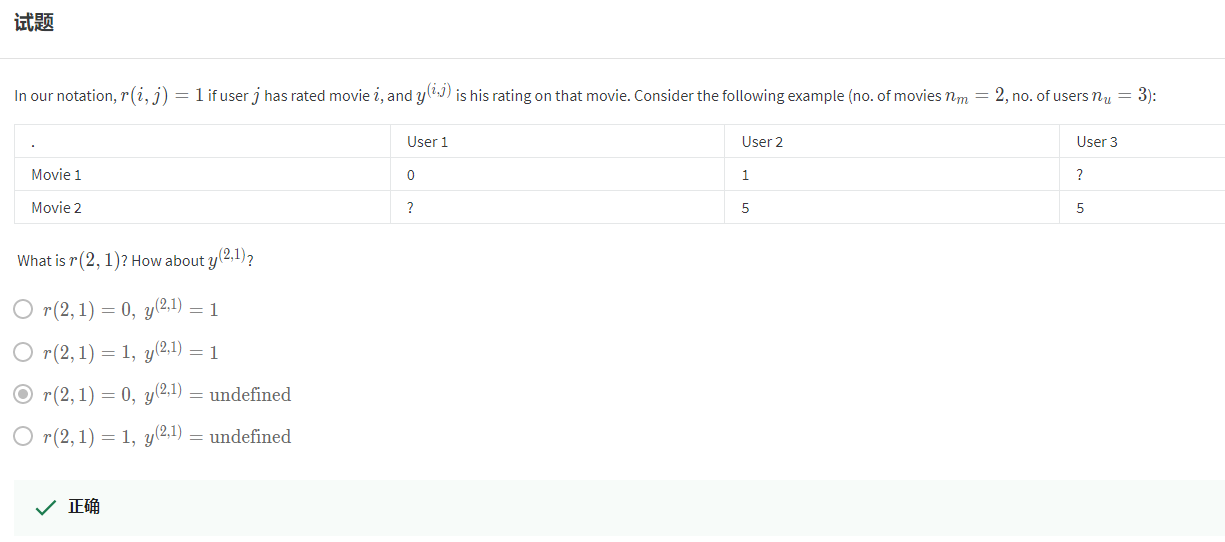 试题
In our notation, r(i, j) = 1 if user j has rated movie i, and y^(i,j) is his rating on that movie. Consider the following example (no. of movies n_m = 2, no. of users n_u = 3):
. User 1 User 2 User 3
Movie 1 0 1 ?
Movie 2 ? 5 5
What is r(2, 1)? How about y^(2,1)?
r(2, 1) = 0, y^(2,1) = 1
r(2, 1) = 1, y^(2,1) = 1
r(2, 1) = 0, y^(2,1) = undefined
r(2, 1) = 1, y^(2,1) = undefined
正确